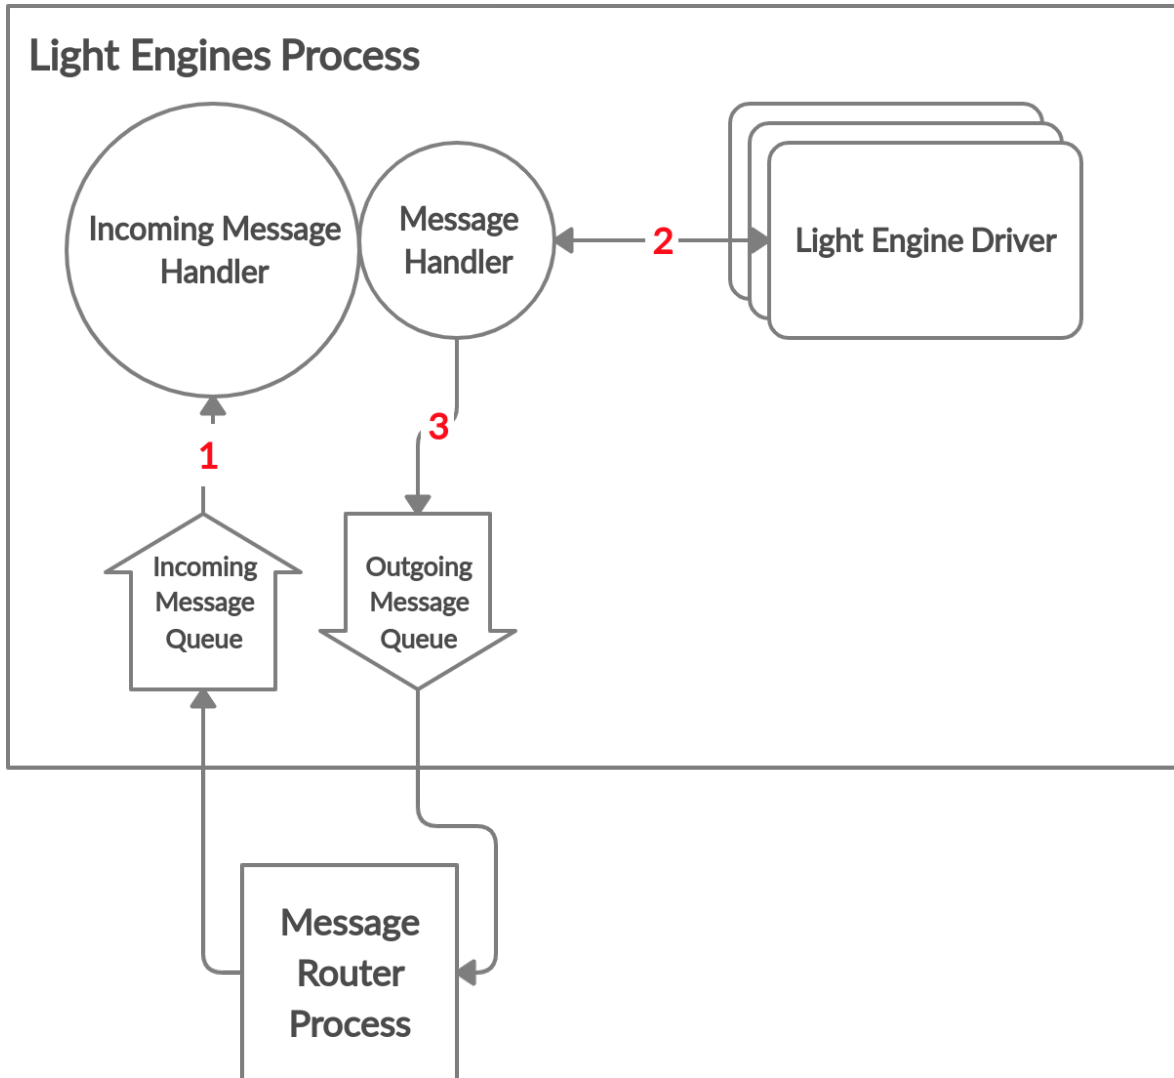 Light Engines Process
Incoming Message
Handler
Message
Handler
2
Light Engine Driver
1
3
Incoming
Message
Queue
Outgoing
Message
Queue
Message
Router
Process